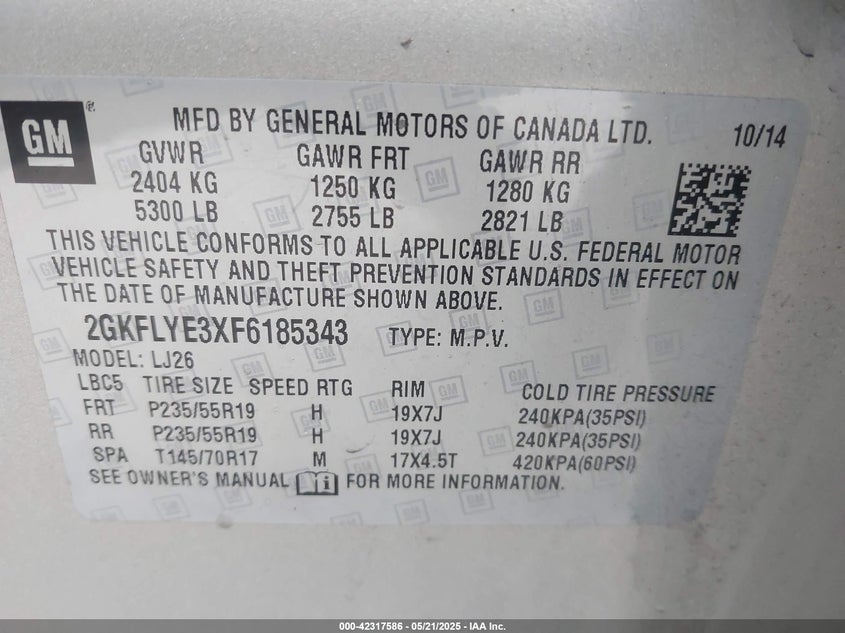 GM ®
MFD BY GENERAL MOTORS OF CANADA LTD. 10/14
GVWR GAWR FRT GAWR RR
2404 KG 1250 KG 1280 KG
5300 LB 2755 LB 2821 LB
THIS VEHICLE CONFORMS TO ALL APPLICABLE U.S. FEDERAL MOTOR
VEHICLE SAFETY AND THEFT PREVENTION STANDARDS IN EFFECT ON
THE DATE OF MANUFACTURE SHOWN ABOVE.
2GKFLYE3XF6185343 TYPE: M.P.V.
MODEL: LJ26
LBC5 TIRE SIZE SPEED RTG RIM COLD TIRE PRESSURE
FRT P235/55R19 H 19X7J 240KPA(35PSI)
RR P235/55R19 H 19X7J 240KPA(35PSI)
SPA T145/70R17 M 17X4.5T 420KPA(60PSI)
SEE OWNER'S MANUAL i FOR MORE INFORMATION.
000-42317586 - 05/21/2025 - IAA Inc.